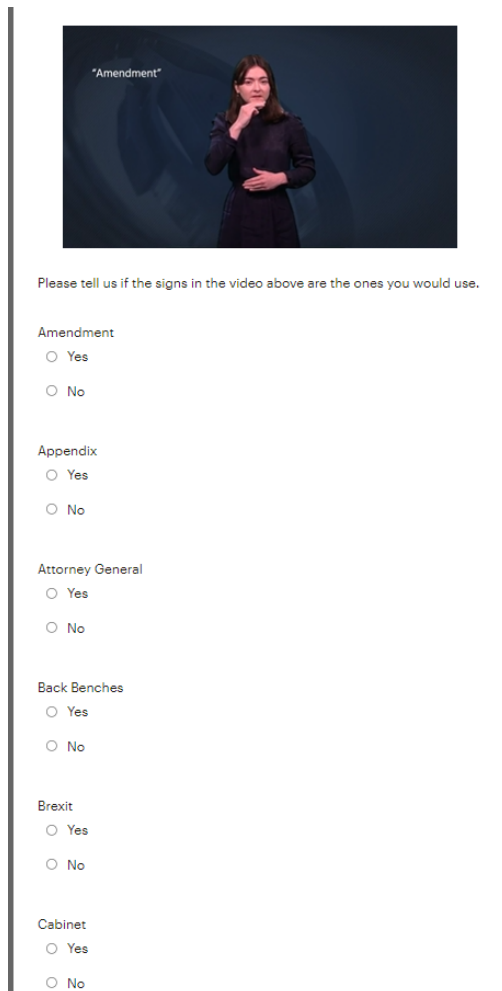 "Amendment"
Please tell us if the signs in the video above are the ones you would use.
Amendment
Yes
No
Appendix
Yes
No
Attorney General
Yes
No
Back Benches
Yes
No
Brexit
Yes
No
Cabinet
Yes
No